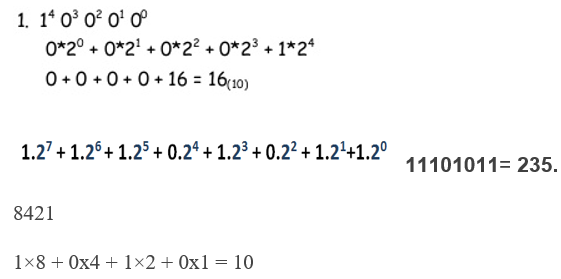 1. 1⁴ 0³ 0² 0¹ 0⁰
0*2⁰ + 0*2¹ + 0*2² + 0*2³ + 1*2⁴
0 + 0 + 0 + 0 + 16 = 16₍₁₀₎
1.2⁷ + 1.2⁶ + 1.2⁵ + 0.2⁴ + 1.2³ + 0.2² + 1.2¹+1.2⁰ 11101011= 235.
8421
1×8 + 0x4 + 1×2 + 0x1 = 10